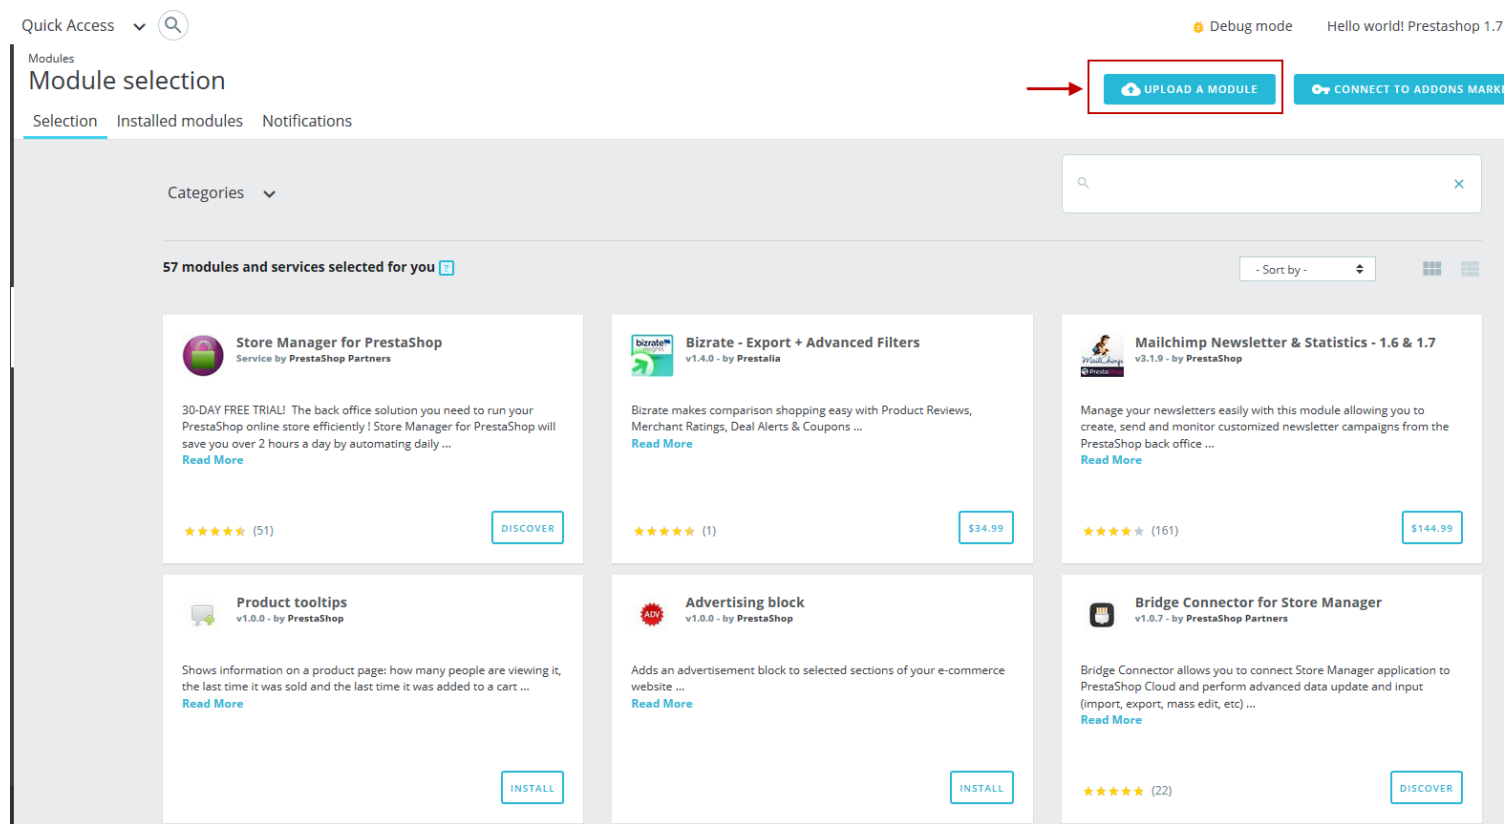 Quick Access
Debug mode
Hello world! Prestashop 1.7
Modules
Module selection
UPLOAD A MODULE
CONNECT TO ADDONS MARKE
Selection
Installed modules
Notifications
Categories
57 modules and services selected for you ?
- Sort by -
Store Manager for PrestaShop
Service by PrestaShop Partners
30-DAY FREE TRIAL! The back office solution you need to run your
PrestaShop online store efficiently ! Store Manager for PrestaShop will
save you over 2 hours a day by automating daily ...
Read More
(51)
DISCOVER
bizrate
insights
Bizrate - Export + Advanced Filters
v1.4.0 - by Prestalia
Bizrate makes comparison shopping easy with Product Reviews,
Merchant Ratings, Deal Alerts & Coupons ...
Read More
(1)
$34.99
MailChimp
PrestaShop
Mailchimp Newsletter & Statistics - 1.6 & 1.7
v3.1.9 - by PrestaShop
Manage your newsletters easily with this module allowing you to
create, send and monitor customized newsletter campaigns from the
PrestaShop back office ...
Read More
(161)
$144.99
Product tooltips
v1.0.0 - by PrestaShop
Shows information on a product page: how many people are viewing it,
the last time it was sold and the last time it was added to a cart ...
Read More
INSTALL
ADV
Advertising block
v1.0.0 - by PrestaShop
Adds an advertisement block to selected sections of your e-commerce
website ...
Read More
INSTALL
Bridge Connector for Store Manager
v1.0.7 - by PrestaShop Partners
Bridge Connector allows you to connect Store Manager application to
PrestaShop Cloud and perform advanced data update and input
(import, export, mass edit, etc) ...
Read More
(22)
DISCOVER